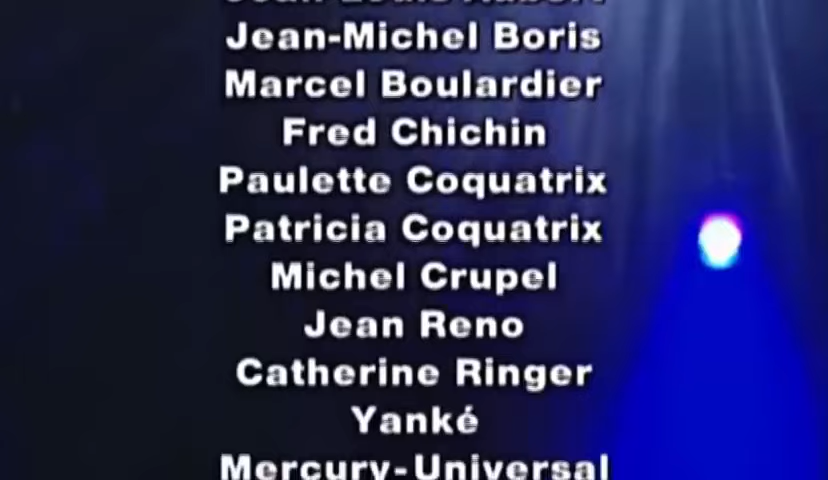 Jean-Michel Boris
Marcel Boulardier
Fred Chichin
Paulette Coquatrix
Patricia Coquatrix
Michel Crupel
Jean Reno
Catherine Ringer
Yanké
Mercury-Universal